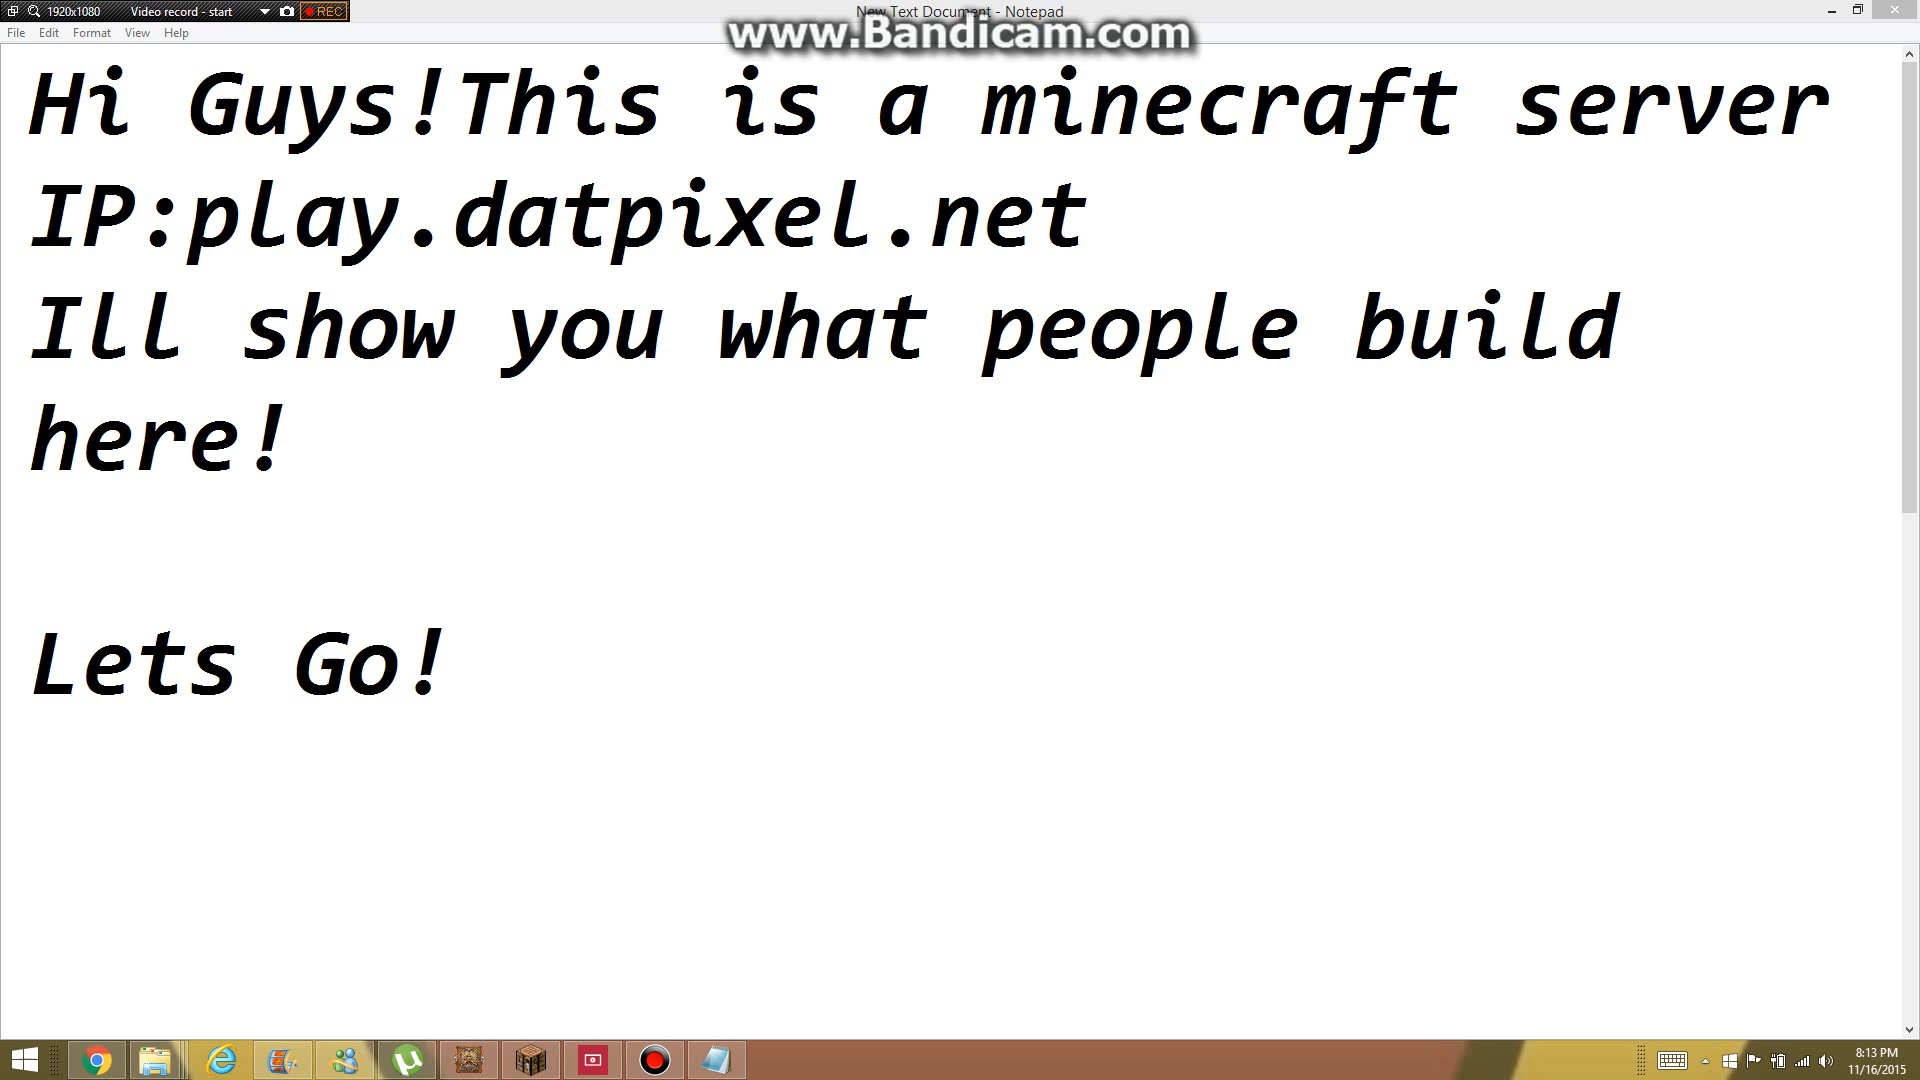 1920x1080 Video record - start REC
New Text Document - Notepad
www.Bandicam.com
File Edit Format View Help
Hi Guys!This is a minecraft server
IP:play.datpixel.net
Ill show you what people build
here!
Lets Go!
8:13 PM
11/16/2015